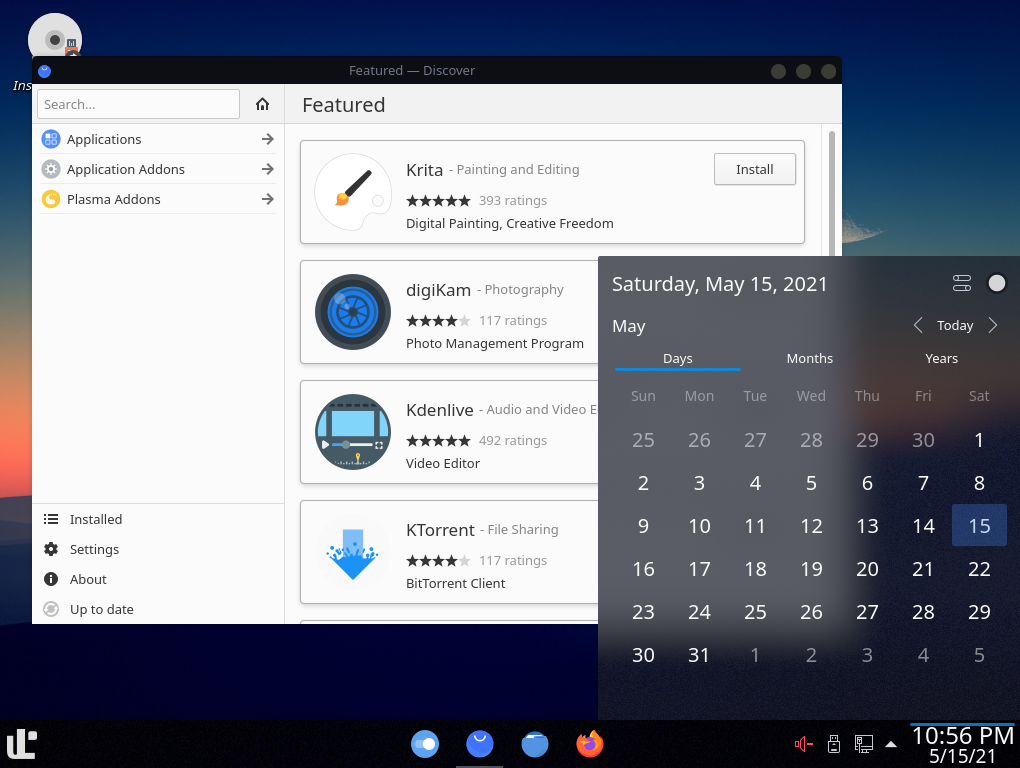 Ins
Featured — Discover
Search...
Featured
Applications
Application Addons
Plasma Addons
Installed
Settings
About
Up to date
Krita - Painting and Editing
Install
393 ratings
Digital Painting, Creative Freedom
digiKam - Photography
117 ratings
Photo Management Program
Kdenlive - Audio and Video E
492 ratings
Video Editor
KTorrent - File Sharing
117 ratings
BitTorrent Client
Saturday, May 15, 2021
May
Today
Days Months Years
Sun Mon Tue Wed Thu Fri Sat
25 26 27 28 29 30 1
2 3 4 5 6 7 8
9 10 11 12 13 14 15
16 17 18 19 20 21 22
23 24 25 26 27 28 29
30 31 1 2 3 4 5
10:56 PM
5/15/21